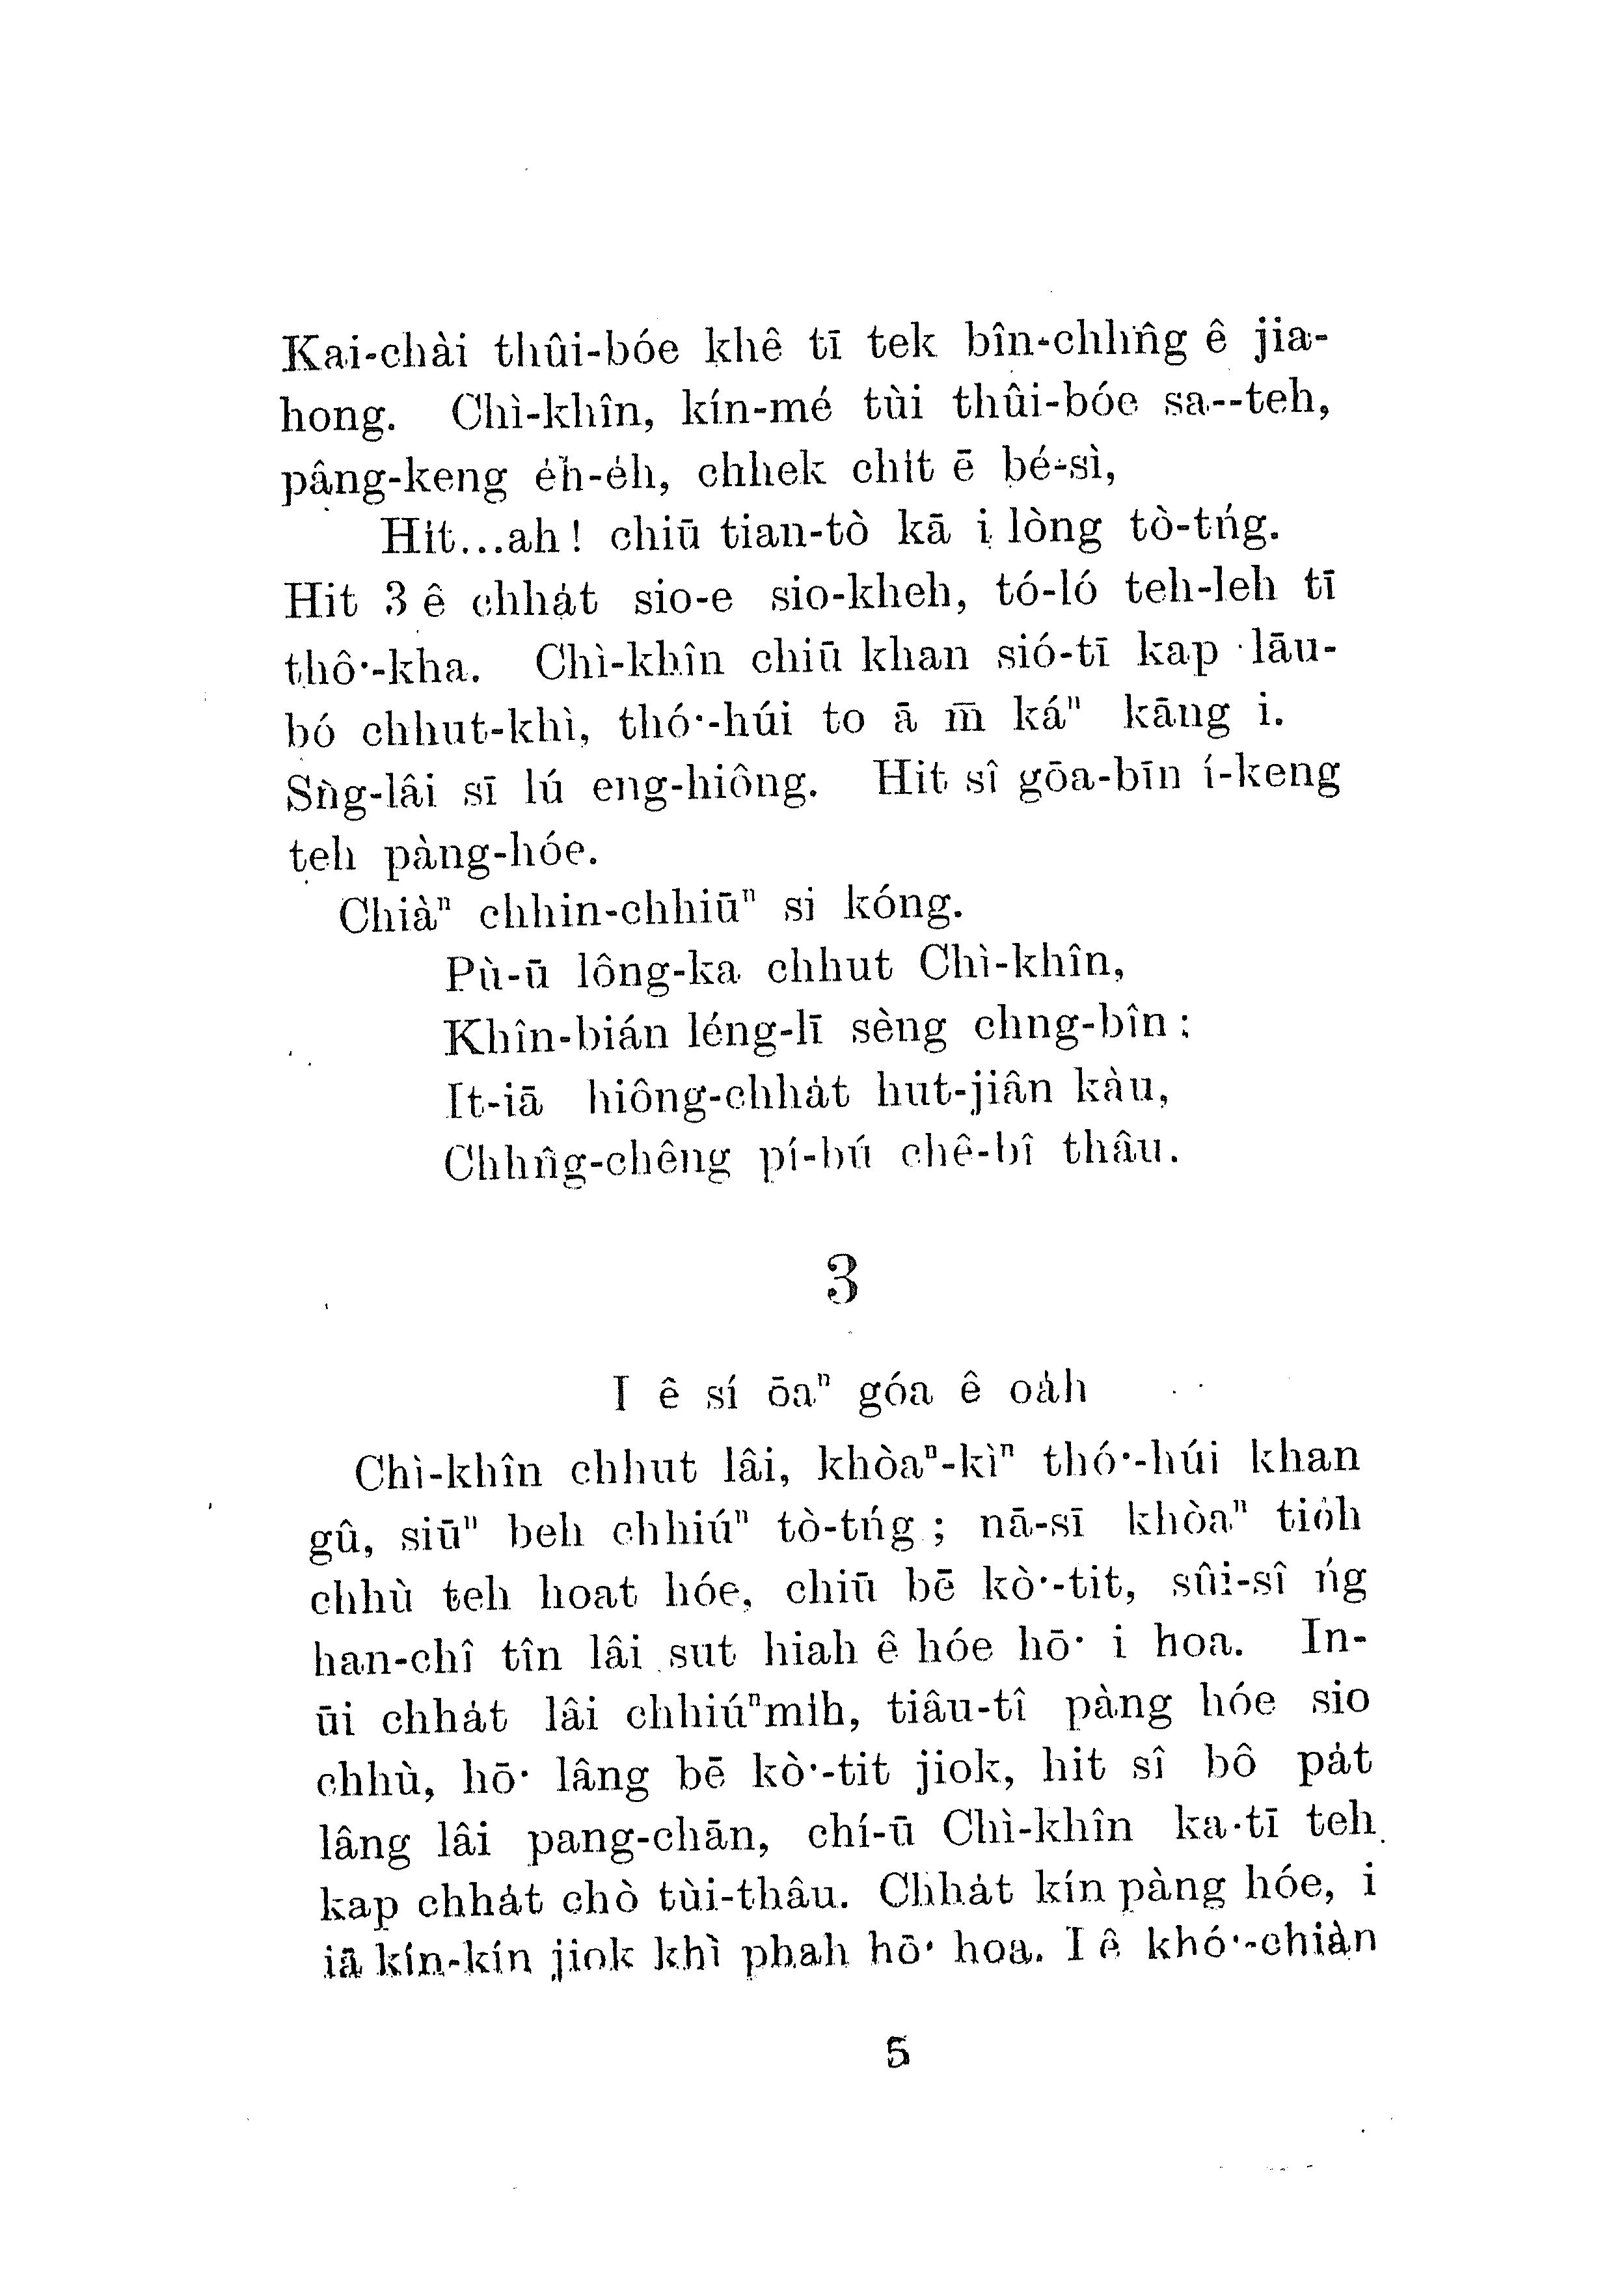 Kai-chài thûi-bóe khê tī tek bîn-chhn̂g ê jia-
hong. Chì-khîn, kín-mé tùi thûi-bóe sa--teh,
pâng-keng e̍h-e̍h, chhek chi̍t ē bé-sì,
Hit...ah! chiū tian-tò kā i lòng tò-tńg.
Hit 3 ê chha̍t sio-e sio-kheh, tó-ló teh-leh tī
thô͘-kha. Chì-khîn chiū khan sió-tī kap lāu-
bó chhut-khì, thó͘-húi to ā m̄ káⁿ kāng i.
Sǹg-lâi sī lú eng-hiông. Hit sî gōa-bīn í-keng
teh pàng-hóe.
Chiàⁿ chhin-chhiūⁿ si kóng.
Pù-ū lông-ka chhut Chì-khîn,
Khîn-bián léng-lī sèng chng-bîn;
It-iā hiông-chha̍t hut-jiân kàu,
Chhn̂g-chêng pí-bú chê-bî thâu.
3
I ê sí ōaⁿ góa ê oa̍h
Chì-khîn chhut lâi, khòaⁿ-kìⁿ thó͘-húi khan
gû, siūⁿ beh chhiúⁿ tò-tńg; nā-sī khòaⁿ tio̍h
chhù teh hoat hóe, chiū bē kò͘-tit, sûi-sî ńg
han-chî tîn lâi sut hiah ê hóe hō͘ i hoa. In-
ūi chha̍t lâi chhiúⁿmi̍h, tiâu-tî pàng hóe sio
chhù, hō͘ lâng bē kò͘-tit jiok, hit sî bô pa̍t
lâng lâi pang-chān, chí-ū Chì-khîn ka-tī teh
kap chha̍t chò tùi-thâu. Chha̍t kín pàng hóe, i
iā kín-kín jiok khì phah hō͘ hoa. I ê khó͘-chiàn
5